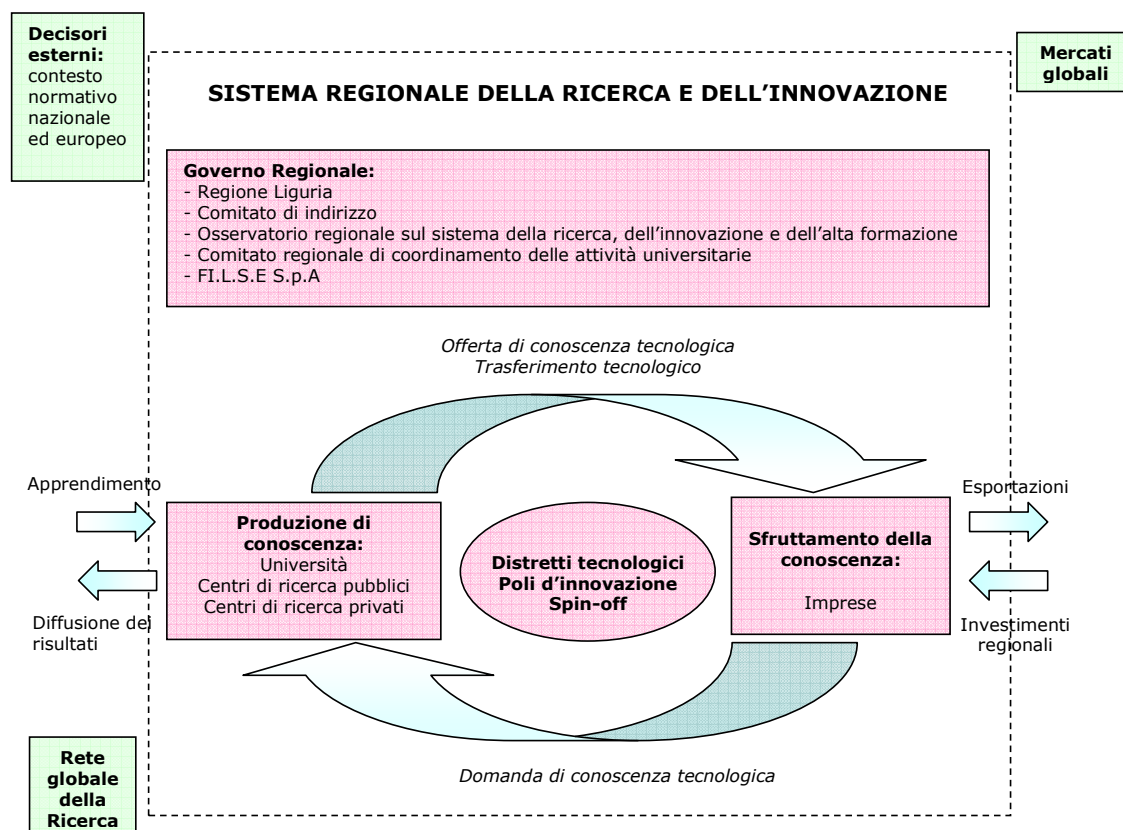 Decisori
esterni:
contesto
normativo
nazionale
ed europeo
Mercati
globali
SISTEMA REGIONALE DELLA RICERCA E DELL’INNOVAZIONE
Governo Regionale:
- Regione Liguria
- Comitato di indirizzo
- Osservatorio regionale sul sistema della ricerca, dell’innovazione e dell’alta formazione
- Comitato regionale di coordinamento delle attività universitarie
- FI.L.S.E S.p.A
Offerta di conoscenza tecnologica
Trasferimento tecnologico
Apprendimento
Diffusione dei
risultati
Produzione di
conoscenza:
Università
Centri di ricerca pubblici
Centri di ricerca privati
Distretti tecnologici
Poli d’innovazione
Spin-off
Sfruttamento della
conoscenza:
Imprese
Esportazioni
Investimenti
regionali
Domanda di conoscenza tecnologica
Rete
globale
della
Ricerca